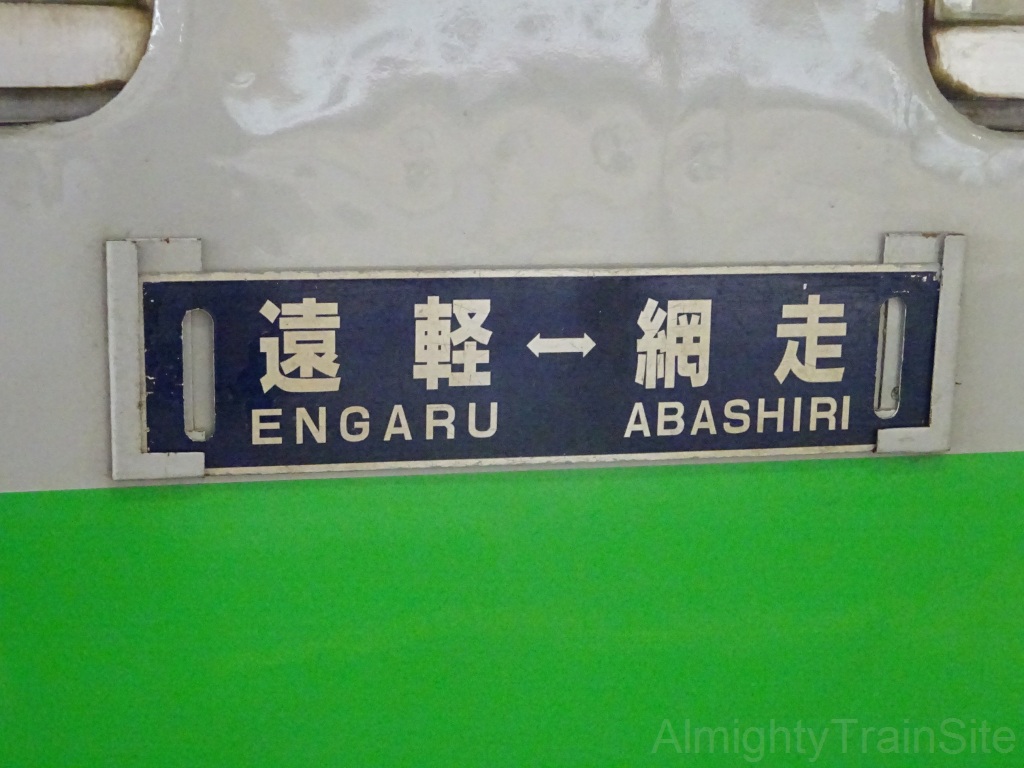 遠軽↔網走
ENGARU ABASHIRI
AlmightyTrainSite